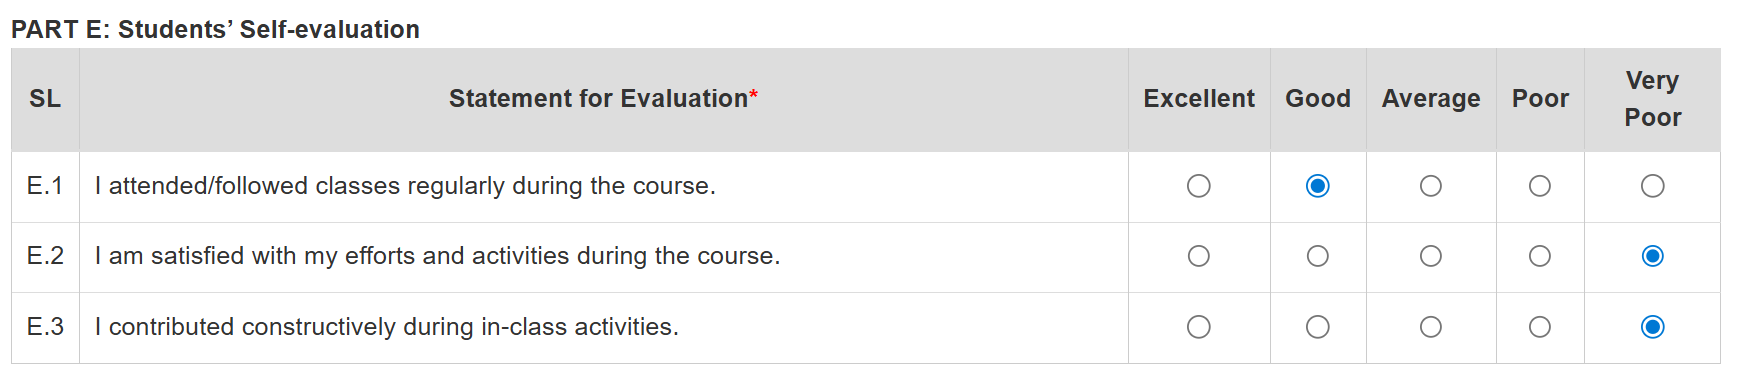 PART E: Students’ Self-evaluation
SL Statement for Evaluation* Excellent Good Average Poor Very Poor
E.1 I attended/followed classes regularly during the course.
E.2 I am satisfied with my efforts and activities during the course.
E.3 I contributed constructively during in-class activities.